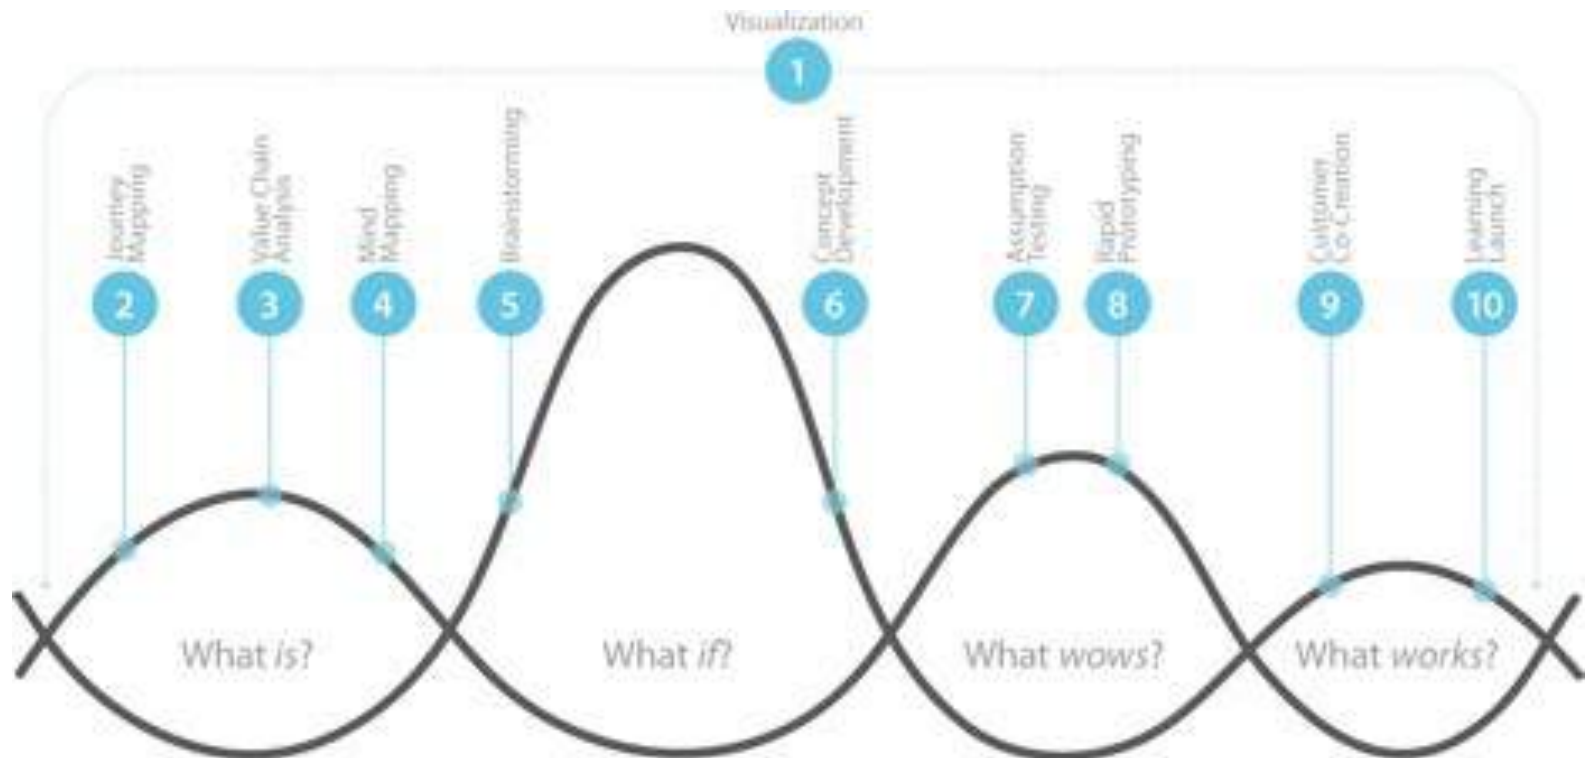 Visualization
1
Journey
Mapping
2
Value Chain
Analysis
3
Mind
Mapping
4
Brainstorming
5
Concept
Development
6
Assumption
Testing
7
Rapid
Prototyping
8
Customer
Co-Creation
9
Learning
Launch
10
What is?
What if?
What wows?
What works?